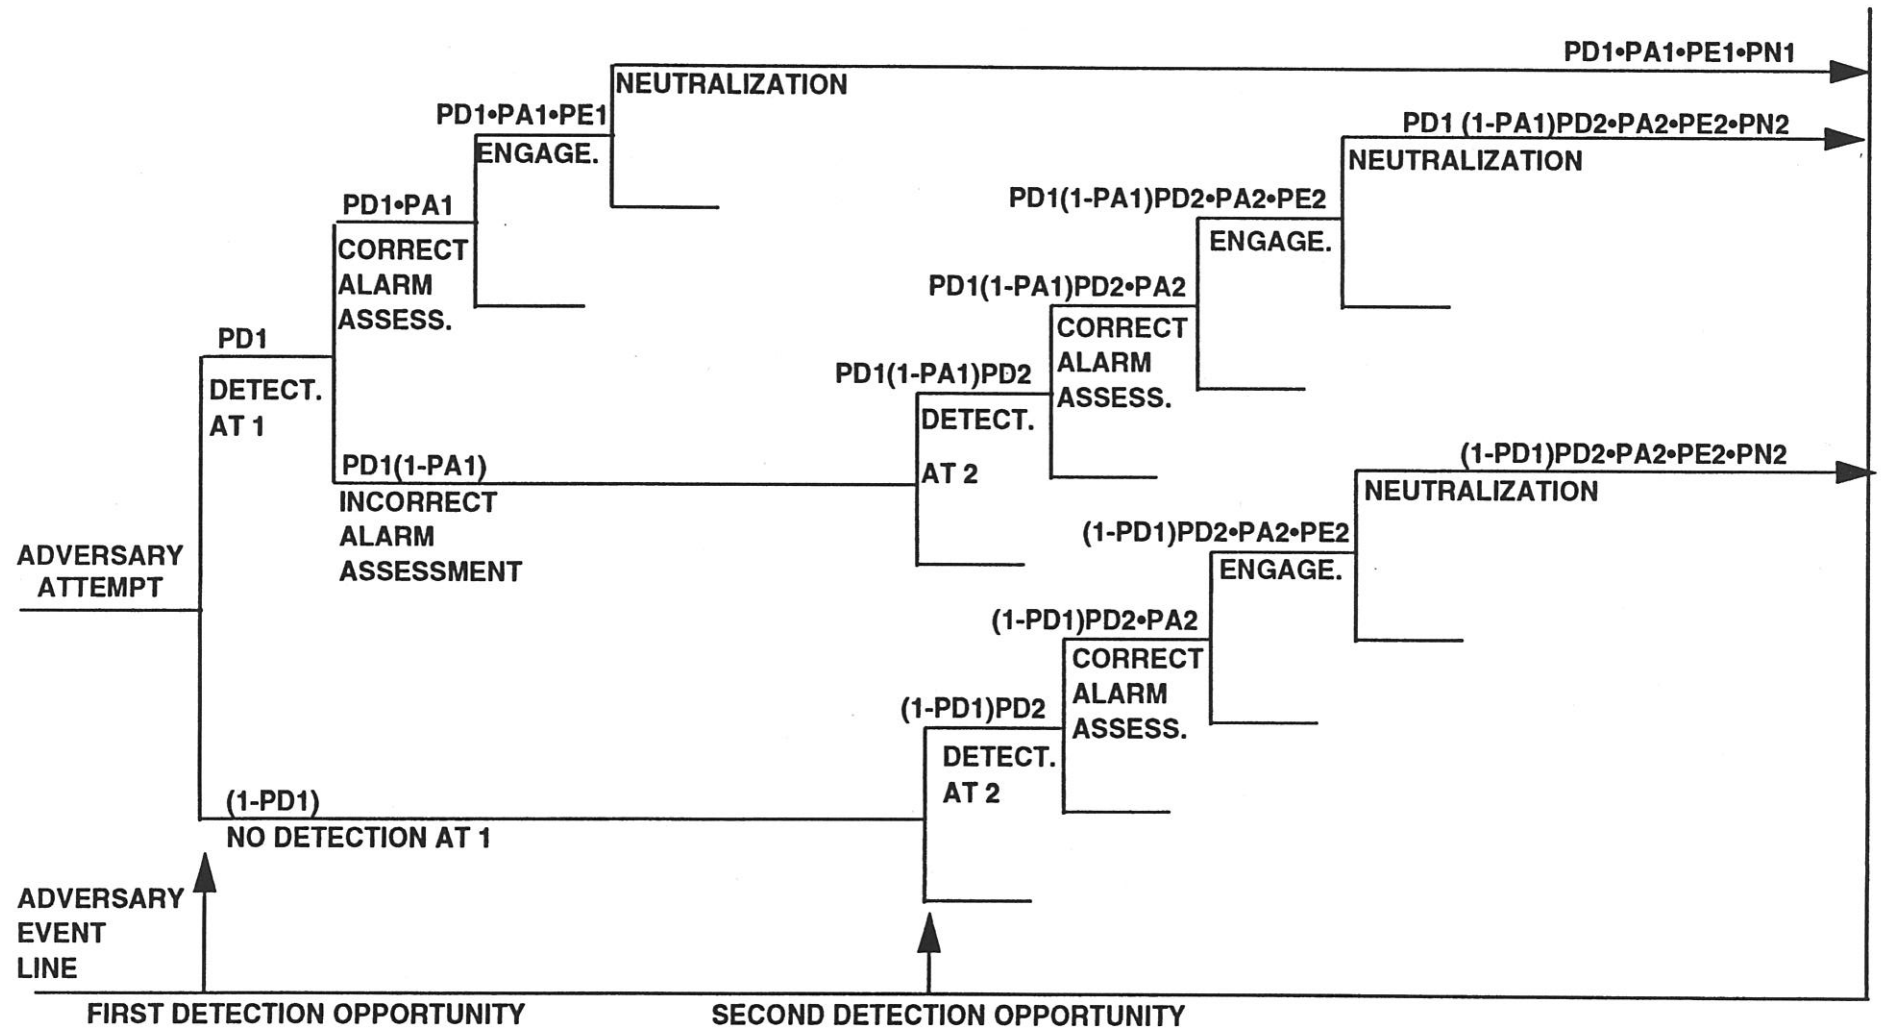 PD1•PA1•PE1•PN1
NEUTRALIZATION
PD1•PA1•PE1
ENGAGE.
PD1 (1-PA1)PD2•PA2•PE2•PN2
NEUTRALIZATION
PD1(1-PA1)PD2•PA2•PE2
ENGAGE.
PD1•PA1
CORRECT
ALARM
ASSESS.
PD1(1-PA1)PD2•PA2
CORRECT
ALARM
ASSESS.
PD1
DETECT.
AT 1
PD1(1-PA1)PD2
DETECT.
AT 2
PD1(1-PA1)
INCORRECT
ALARM
ASSESSMENT
(1-PD1)PD2•PA2•PE2•PN2
NEUTRALIZATION
(1-PD1)PD2•PA2•PE2
ENGAGE.
ADVERSARY
ATTEMPT
(1-PD1)PD2•PA2
CORRECT
ALARM
ASSESS.
(1-PD1)PD2
DETECT.
AT 2
(1-PD1)
NO DETECTION AT 1
ADVERSARY
EVENT
LINE
FIRST DETECTION OPPORTUNITY
SECOND DETECTION OPPORTUNITY